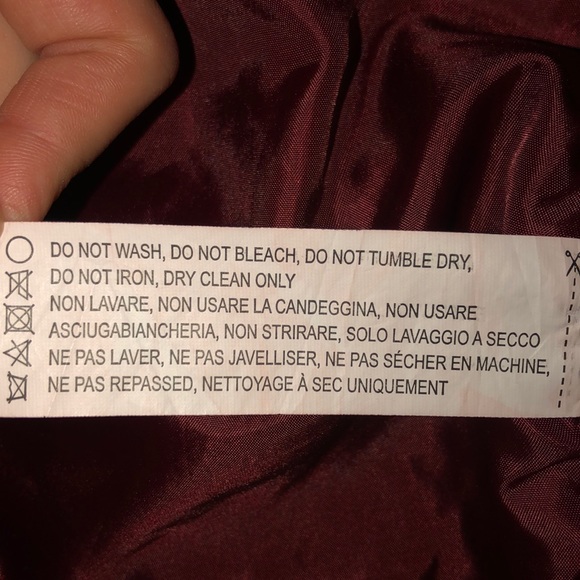 DO NOT WASH, DO NOT BLEACH, DO NOT TUMBLE DRY,
DO NOT IRON, DRY CLEAN ONLY
NON LAVARE, NON USARE LA CANDEGGINA, NON USARE
ASCIUGABIANCHERIA, NON STRIRARE, SOLO LAVAGGIO A SECCO
NE PAS LAVER, NE PAS JAVELLISER, NE PAS SÉCHER EN MACHINE,
NE PAS REPASSED, NETTOYAGE À SEC UNIQUEMENT